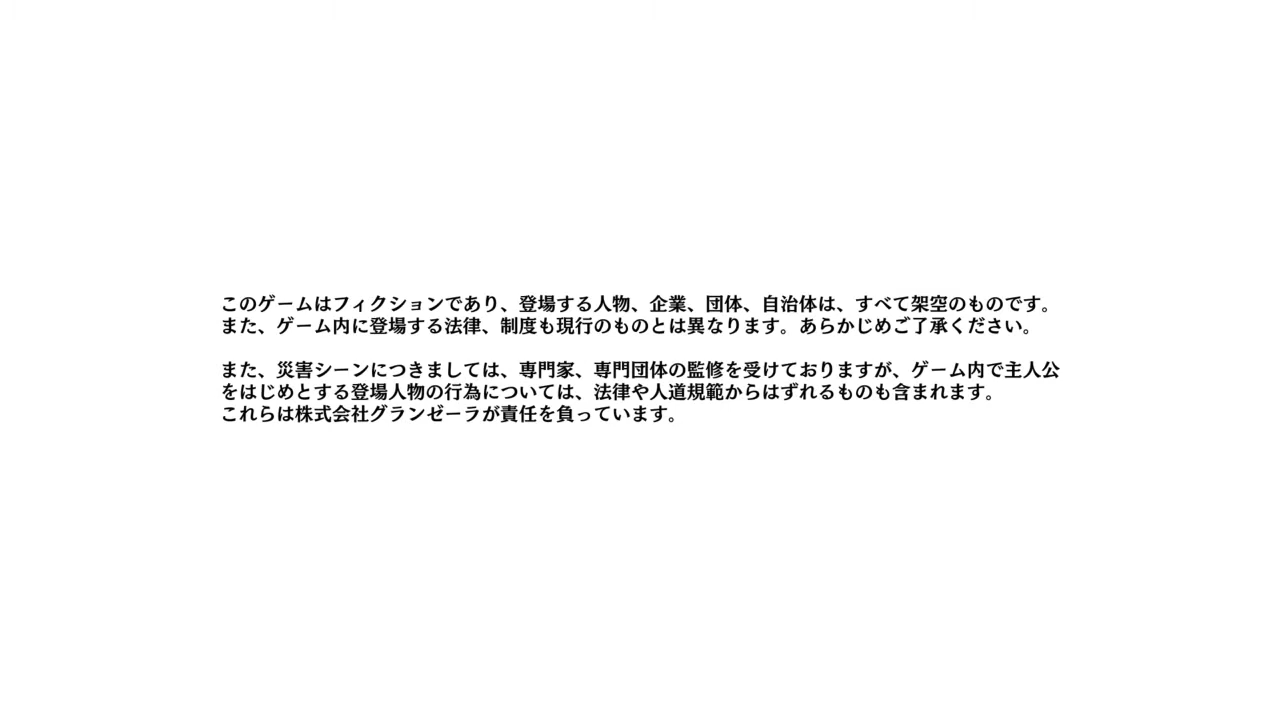 このゲームはフィクションであり、登場する人物、企業、団体、自治体は、すべて架空のものです。
また、ゲーム内に登場する法律、制度も現行のものとは異なります。あらかじめご了承ください。
また、災害シーンにつきましては、専門家、専門団体の監修を受けておりますが、ゲーム内で主人公
をはじめとする登場人物の行為については、法律や人道規範からはずれるものも含まれます。
これらは株式会社グランゼーラが責任を負っています。